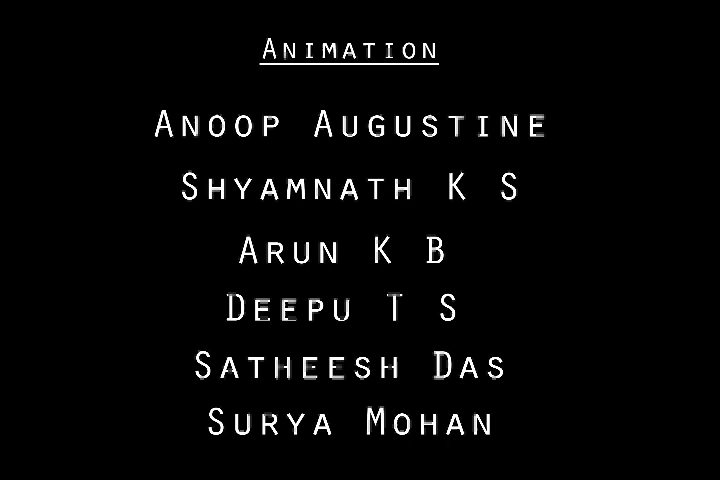 Animation
Anoop Augustine
Shyamnath K S
Arun K B
Deepu T S
Satheesh Das
Surya Mohan